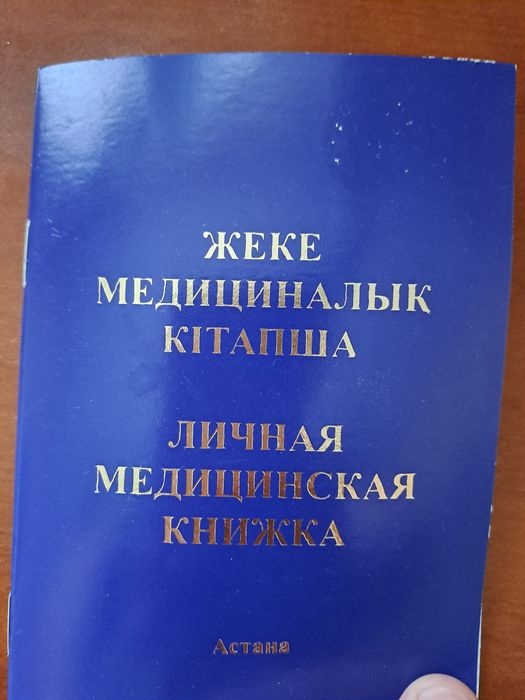 ЖЕКЕ
МЕДИЦИНАЛЫҚ
КІТАПША
ЛИЧНАЯ
МЕДИЦИНСКАЯ
КНИЖКА
Астана